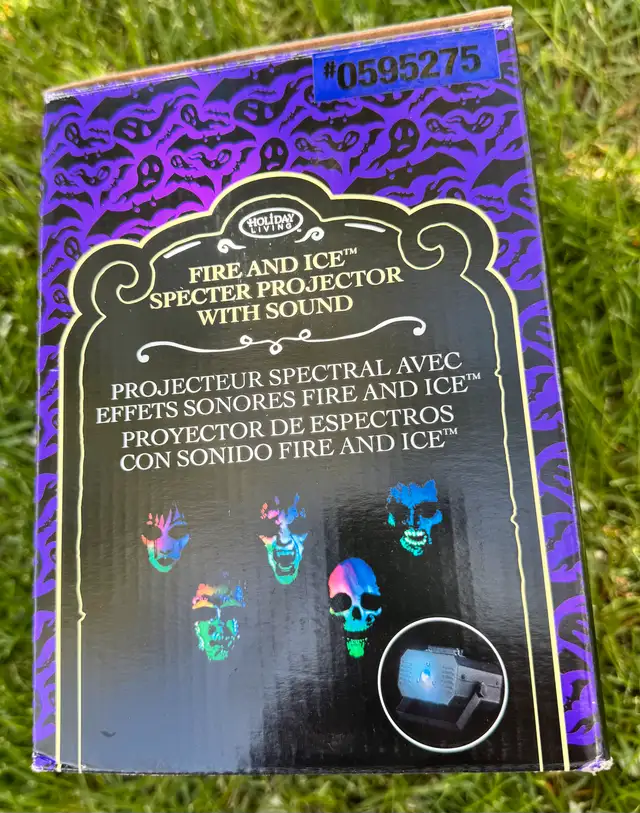 #0595275
HOLIDAY
LIVING
FIRE AND ICE™
SPECTER PROJECTOR
WITH SOUND
PROJECTEUR SPECTRAL AVEC
EFFETS SONORES FIRE AND ICE™
PROYECTOR DE ESPECTROS
CON SONIDO FIRE AND ICE™